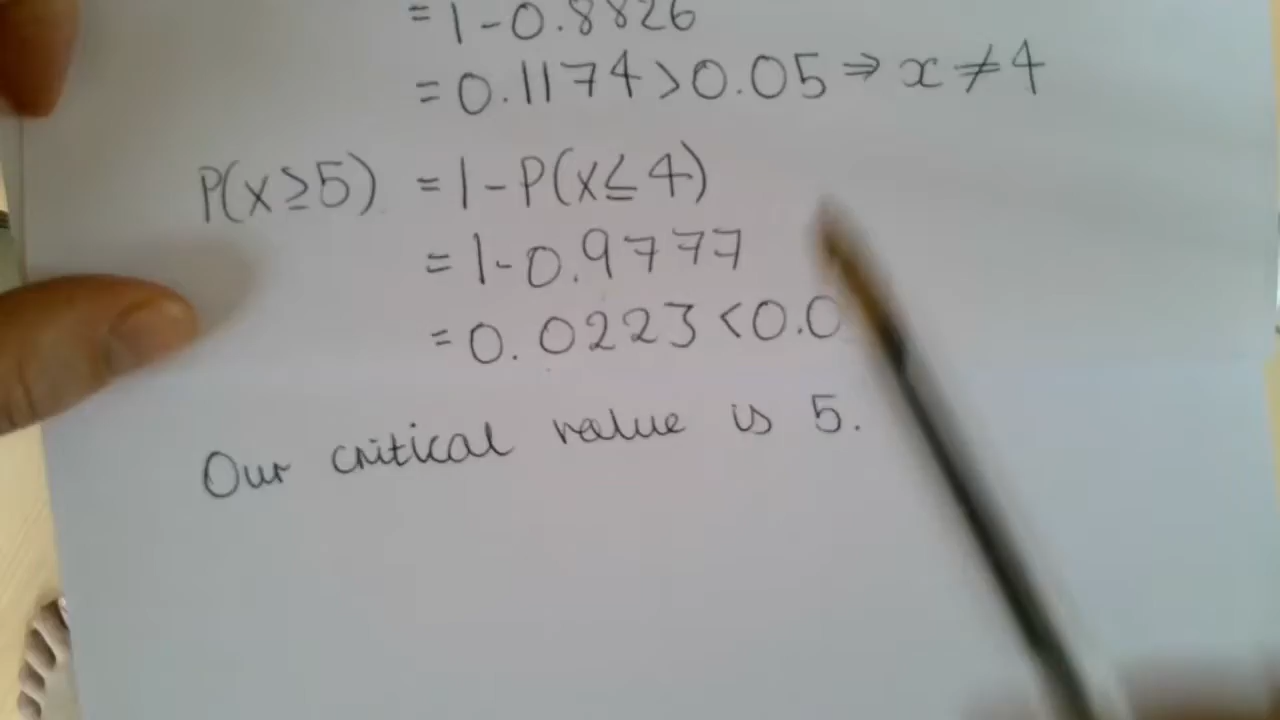 = 1 - 0.8826
= 0.1174 > 0.05 ⇒ x ≠ 4
P(X ≥ 5) = 1 - P(X ≤ 4)
= 1 - 0.9777
= 0.0223 < 0.0
Our critical value is 5.